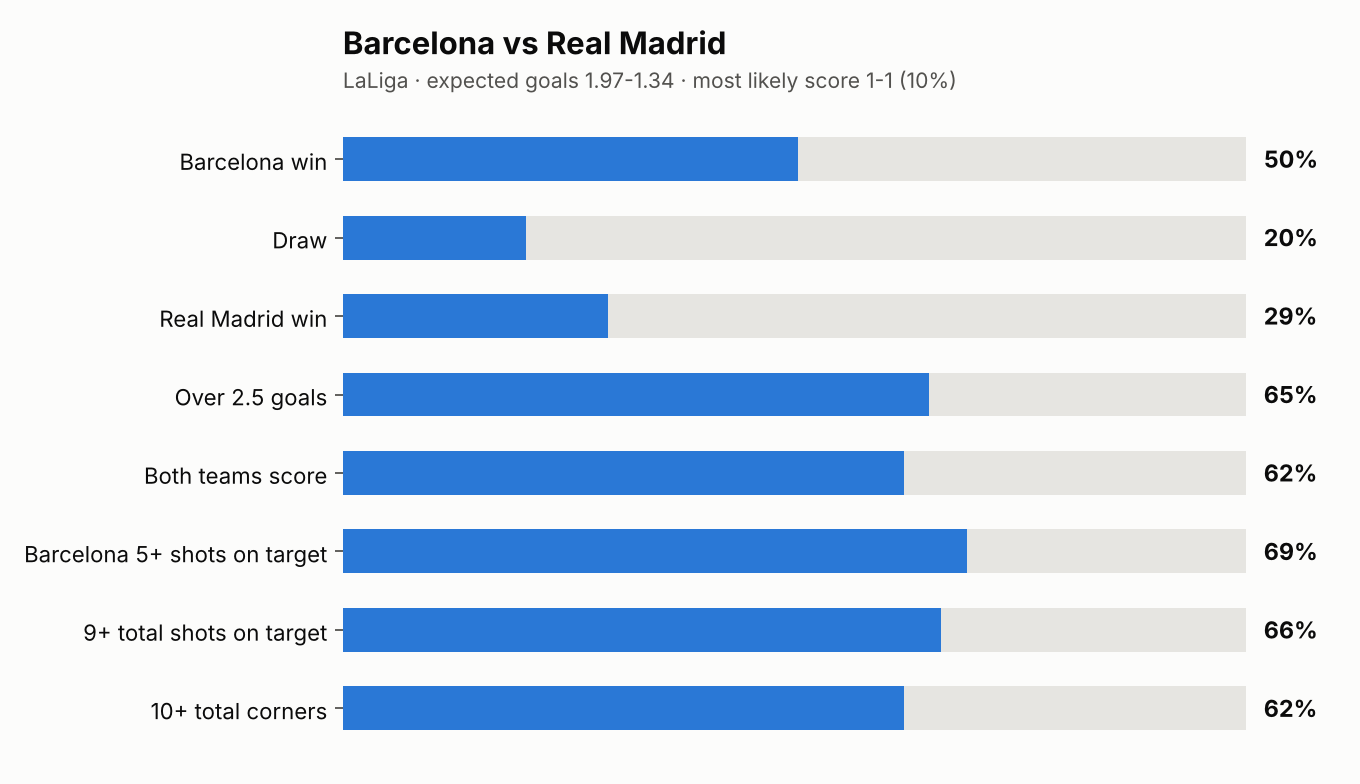 Barcelona vs Real Madrid
LaLiga · expected goals 1.97-1.34 · most likely score 1-1 (10%)
Barcelona win 50%
Draw 20%
Real Madrid win 29%
Over 2.5 goals 65%
Both teams score 62%
Barcelona 5+ shots on target 69%
9+ total shots on target 66%
10+ total corners 62%